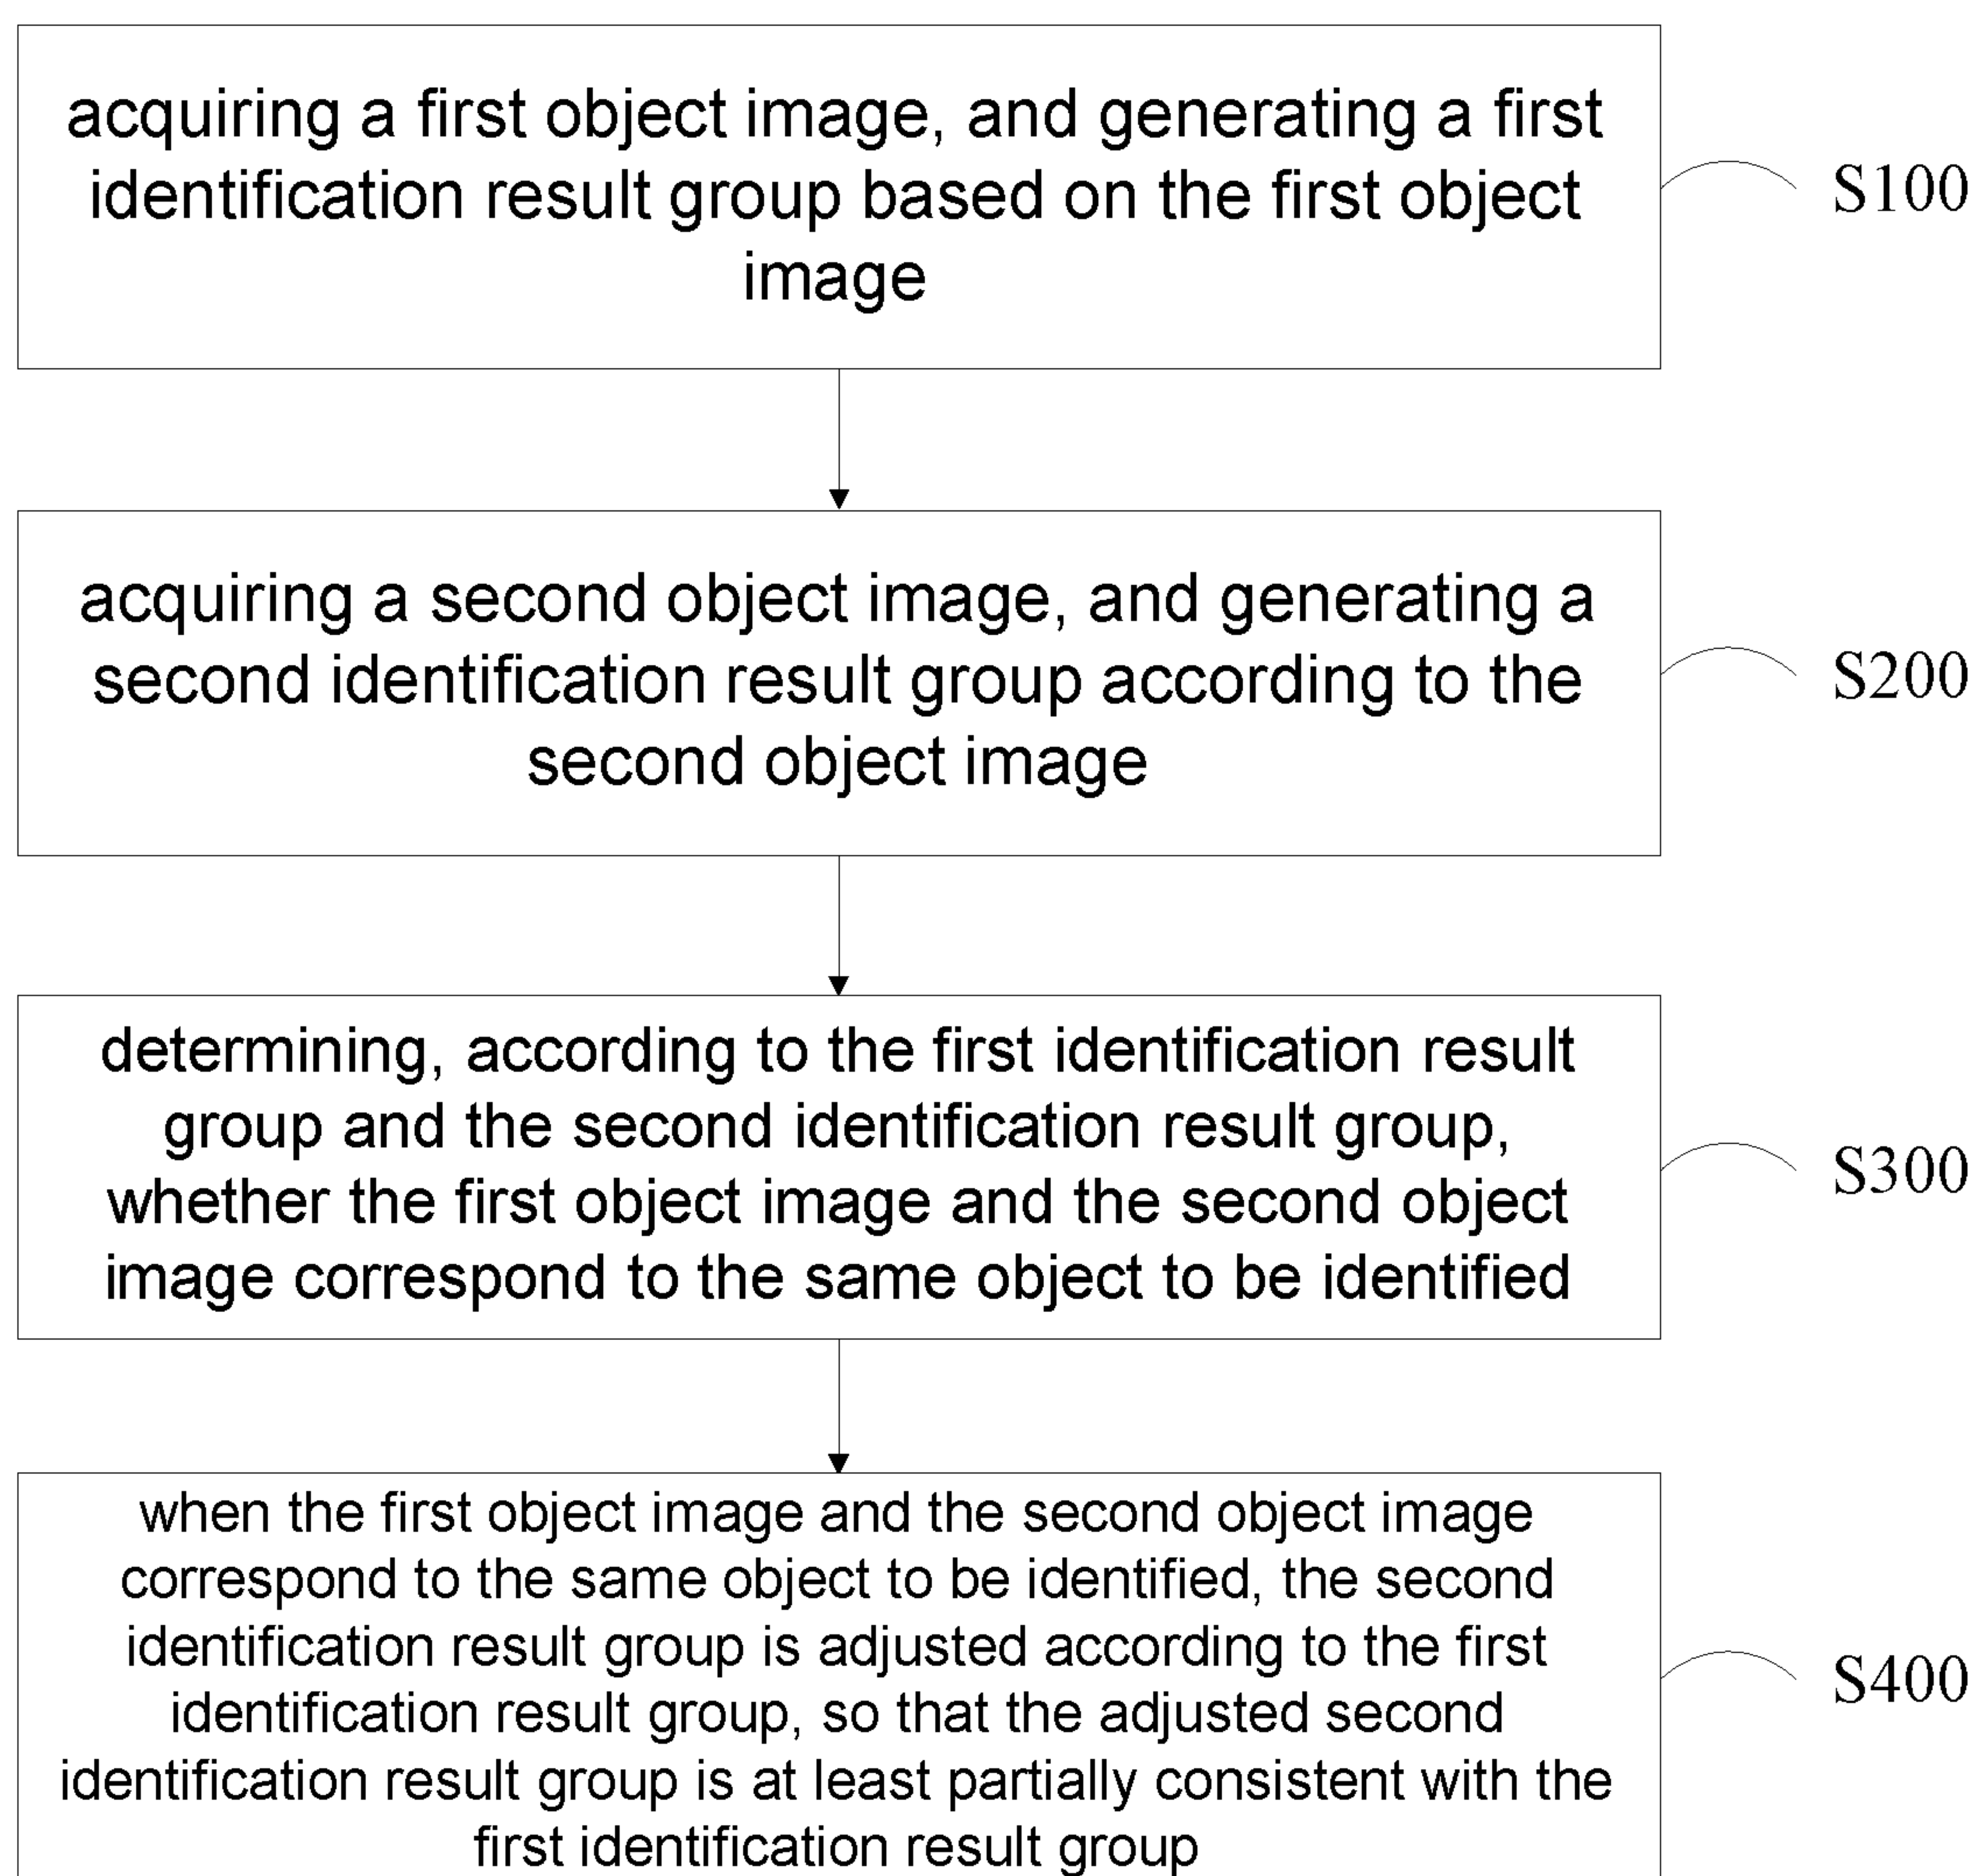 acquiring a first object image, and generating a first
identification result group based on the first object
image
S100
acquiring a second object image, and generating a
second identification result group according to the
second object image
S200
determining, according to the first identification result
group and the second identification result group,
whether the first object image and the second object
image correspond to the same object to be identified
S300
when the first object image and the second object image
correspond to the same object to be identified, the second
identification result group is adjusted according to the first
identification result group, so that the adjusted second
identification result group is at least partially consistent with the
first identification result group
S400